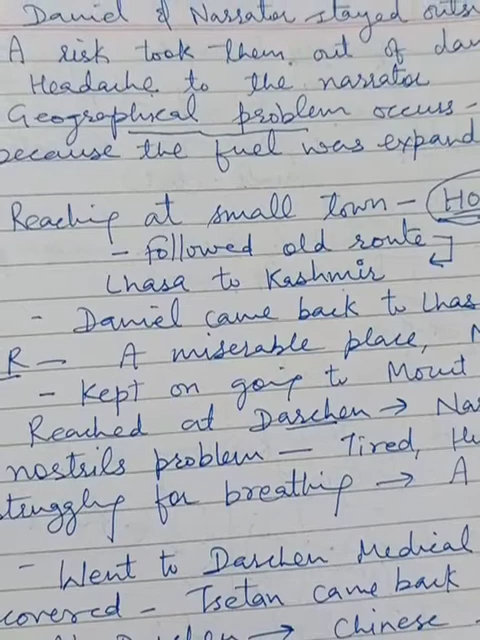 Daniel & Narrator stayed outs
A risk took them out of dan
Headache to the narrator
Geographical problem occurs -
because the fuel was expand
Reaching at small town - HO
- Followed old route
Lhasa to Kashmir
- Daniel came back to Lhas
R - A miserable place, N
- Kept on going to Mount
Reached at Darchen → Na
nostrils problem - Tired, Hu
struggling for breathing → A
- Went to Darchen Medical
covered - Tsetan came back
Darchen → Chinese